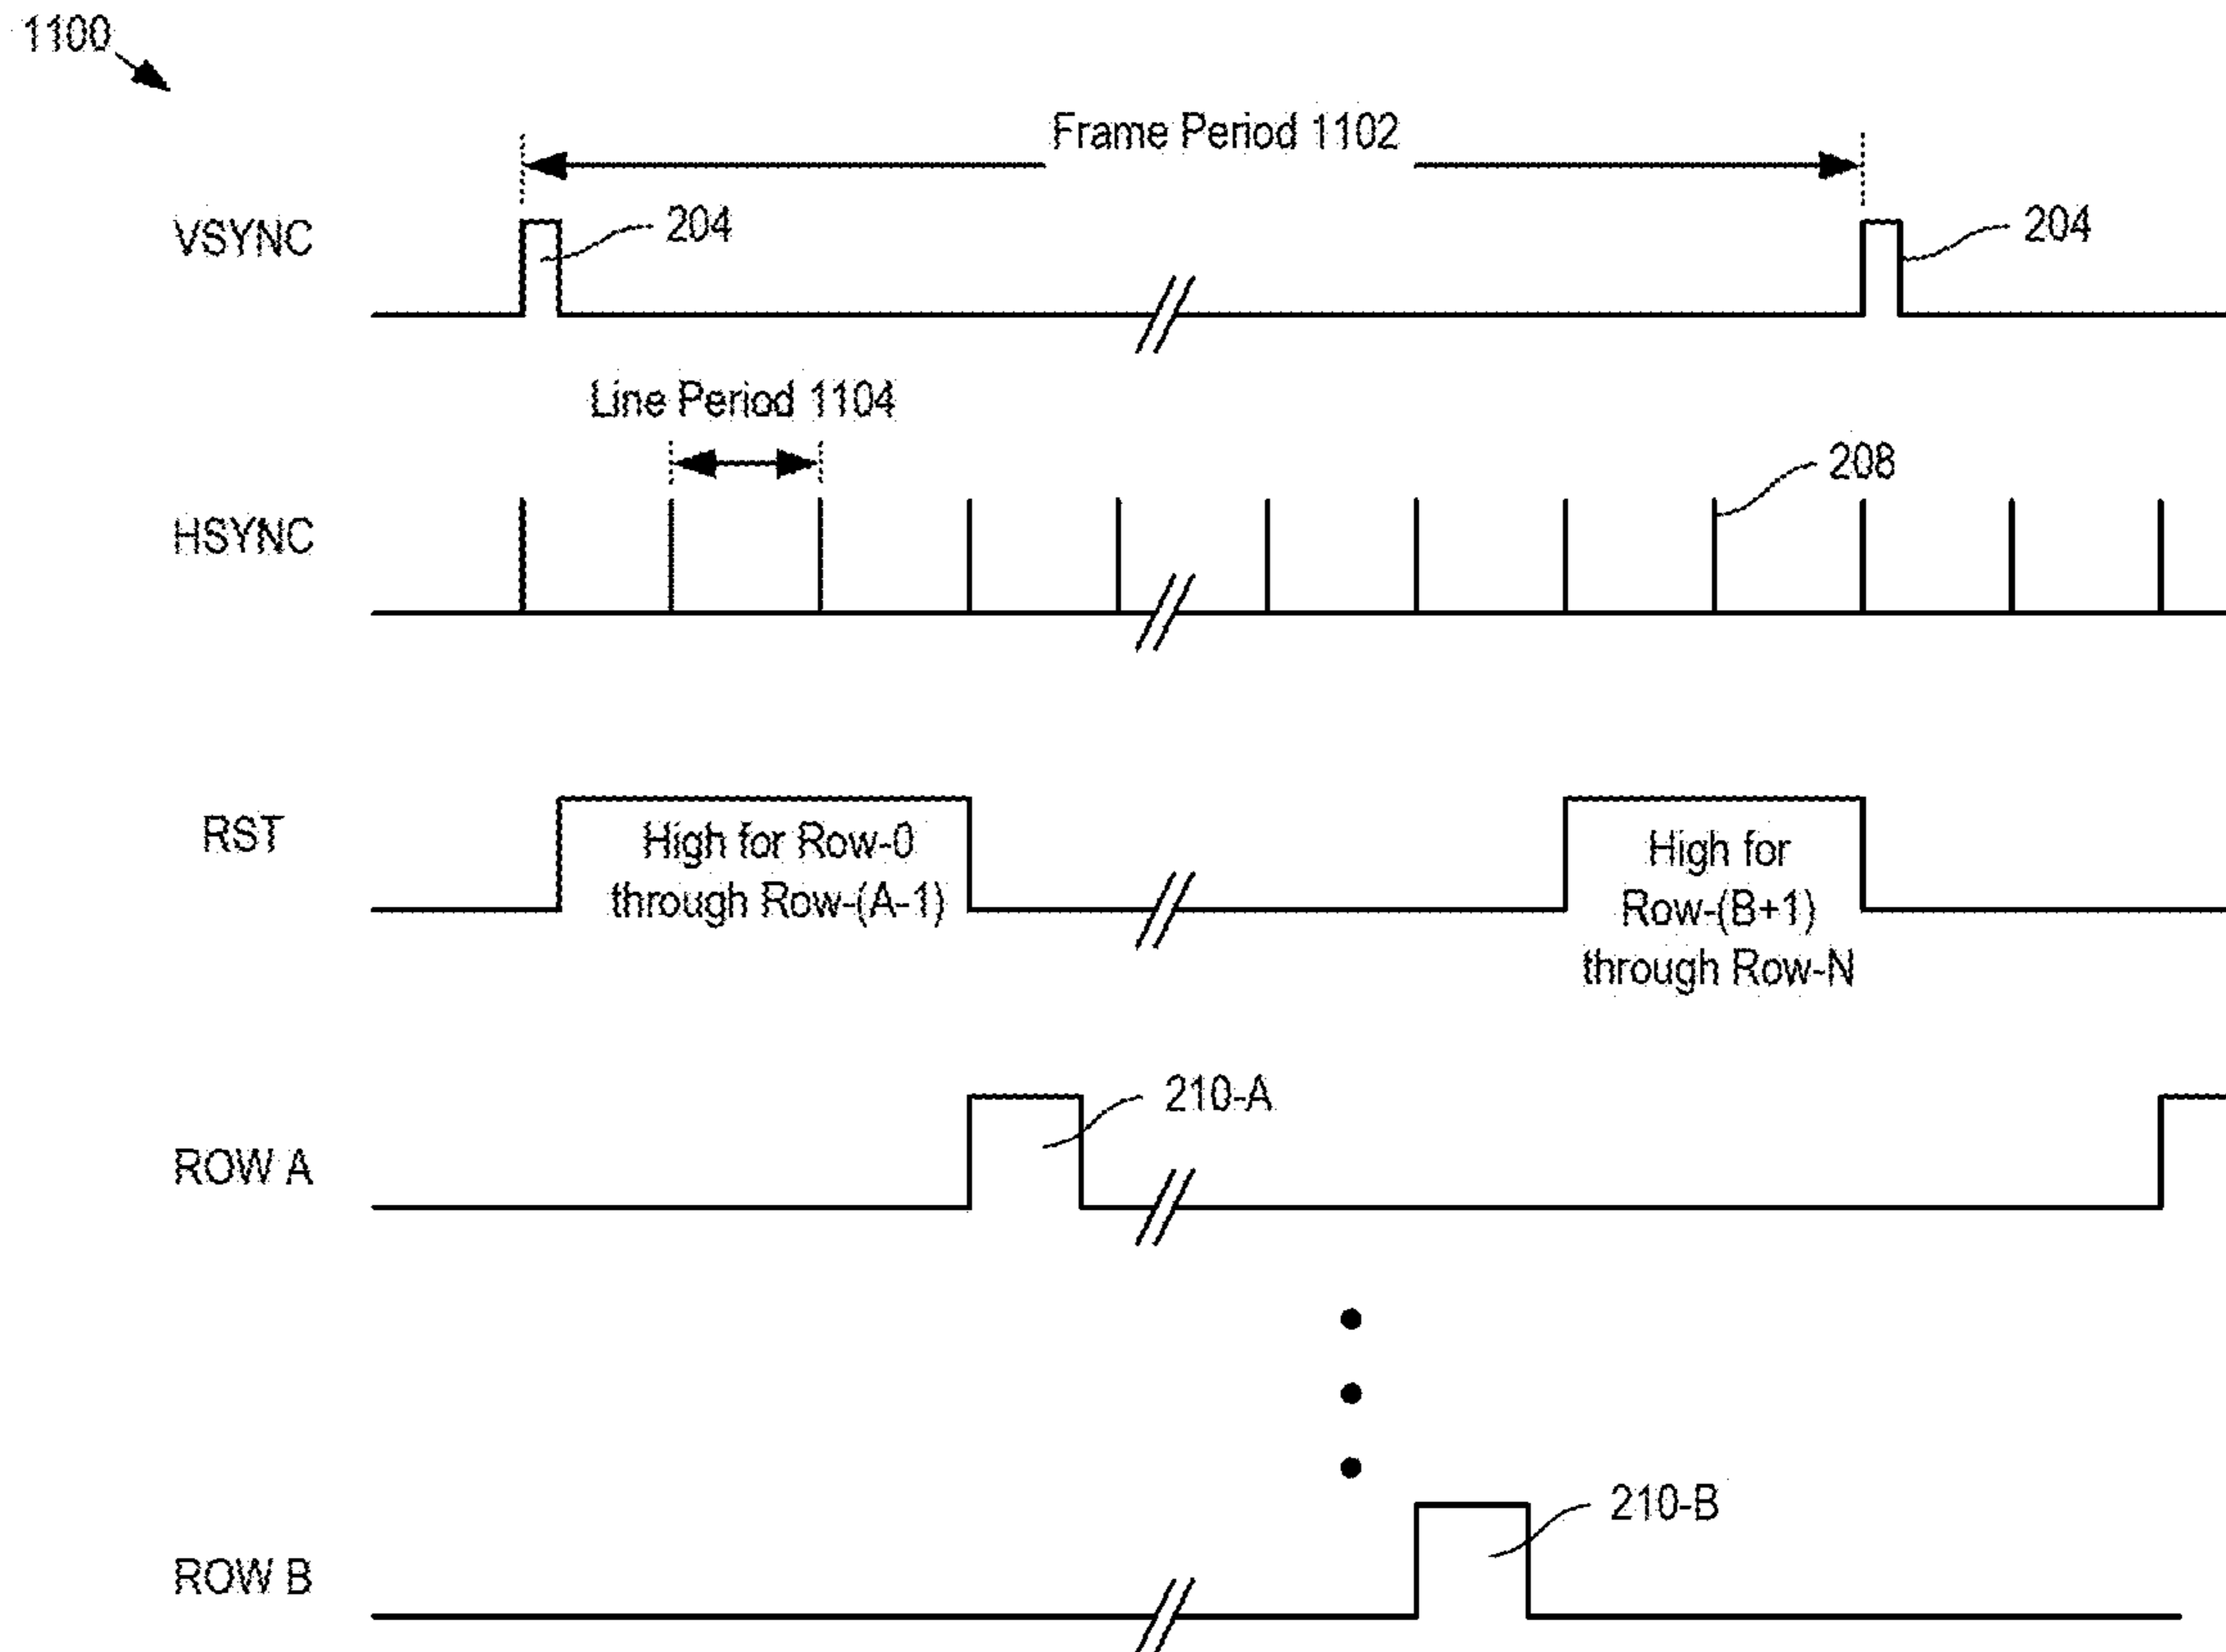 1100
Frame Period 1102
VSYNC
204
204
Line Period 1104
HSYNC
208
RST
High for Row-0
through Row-(A-1)
High for
Row-(B+1)
through Row-N
ROW A
210-A
210-B
ROW B